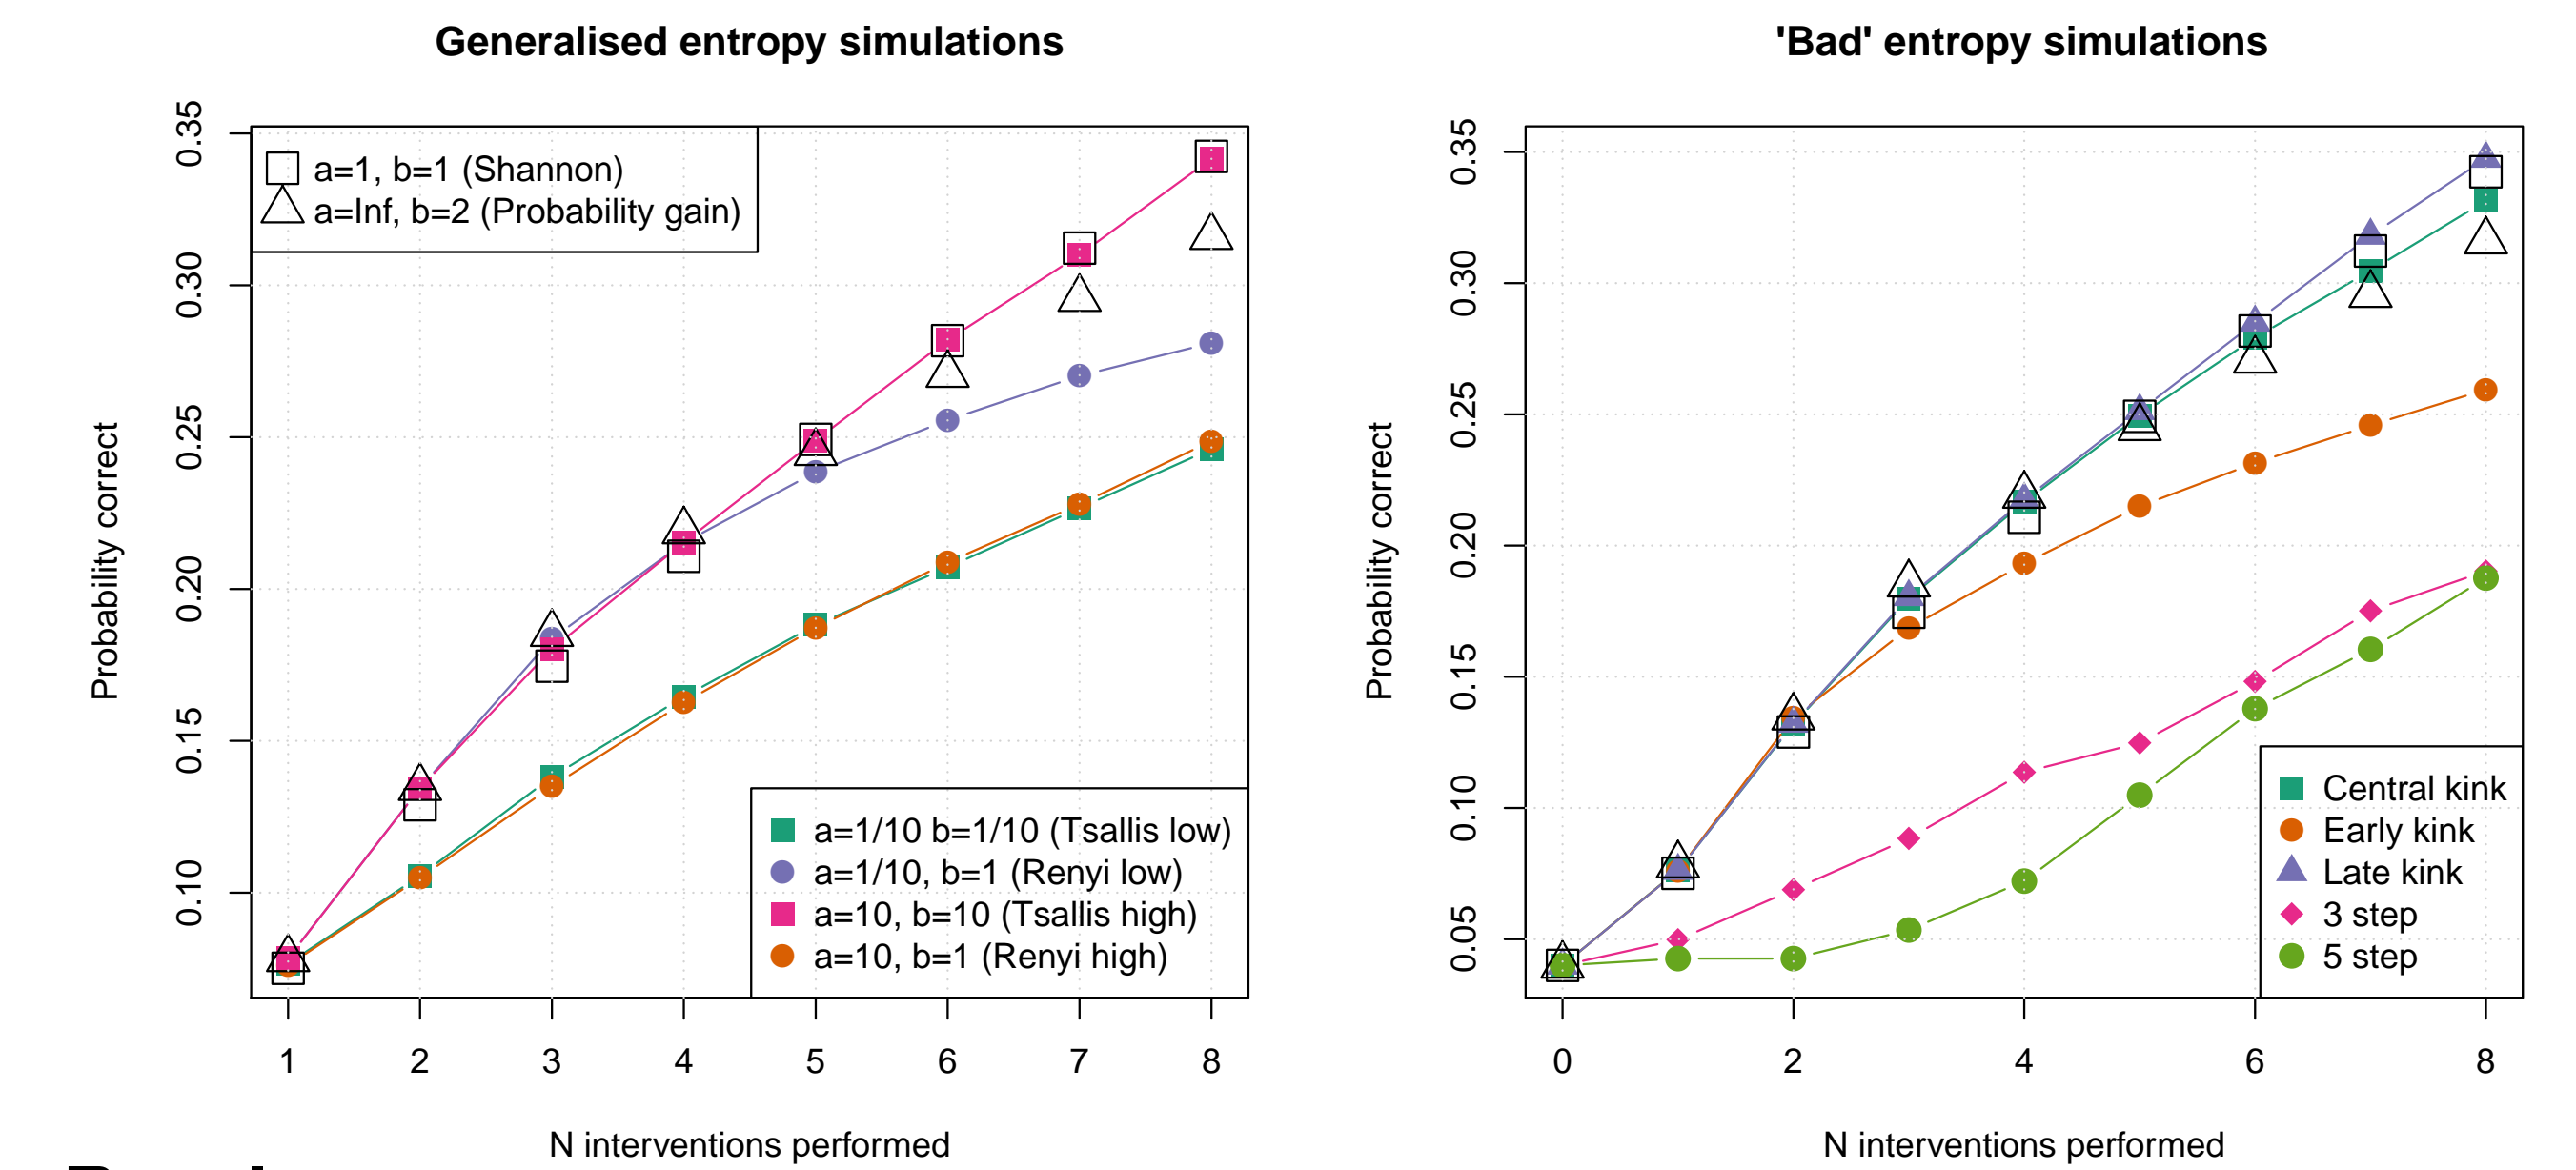 Generalised entropy simulations
Probability correct
0.35
0.30
0.25
0.20
0.15
0.10
a=1, b=1 (Shannon)
a=Inf, b=2 (Probability gain)
a=1/10 b=1/10 (Tsallis low)
a=1/10, b=1 (Renyi low)
a=10, b=10 (Tsallis high)
a=10, b=1 (Renyi high)
1 2 3 4 5 6 7 8
N interventions performed
'Bad' entropy simulations
Probability correct
0.35
0.30
0.25
0.20
0.15
0.10
0.05
Central kink
Early kink
Late kink
3 step
5 step
0 2 4 6 8
N interventions performed